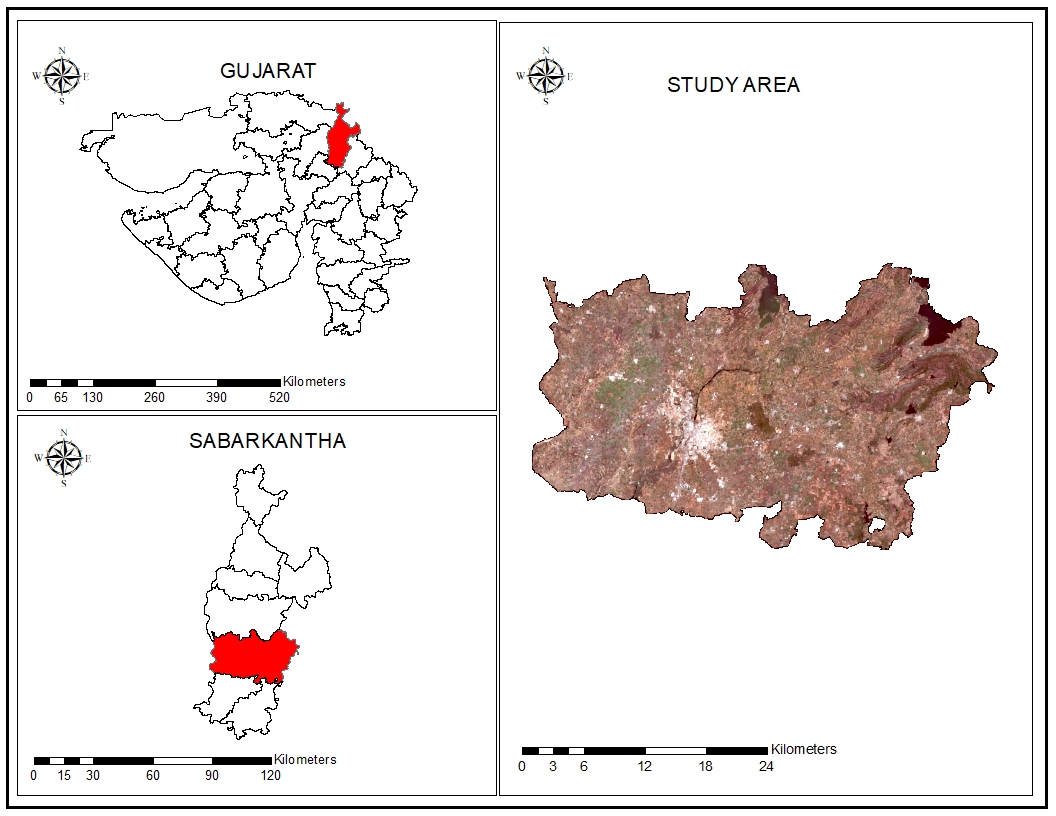 N
W E
S
GUJARAT
Kilometers
0 65 130 260 390 520
N
W E
S
SABARKANTHA
Kilometers
0 15 30 60 90 120
N
W E
S
STUDY AREA
Kilometers
0 3 6 12 18 24